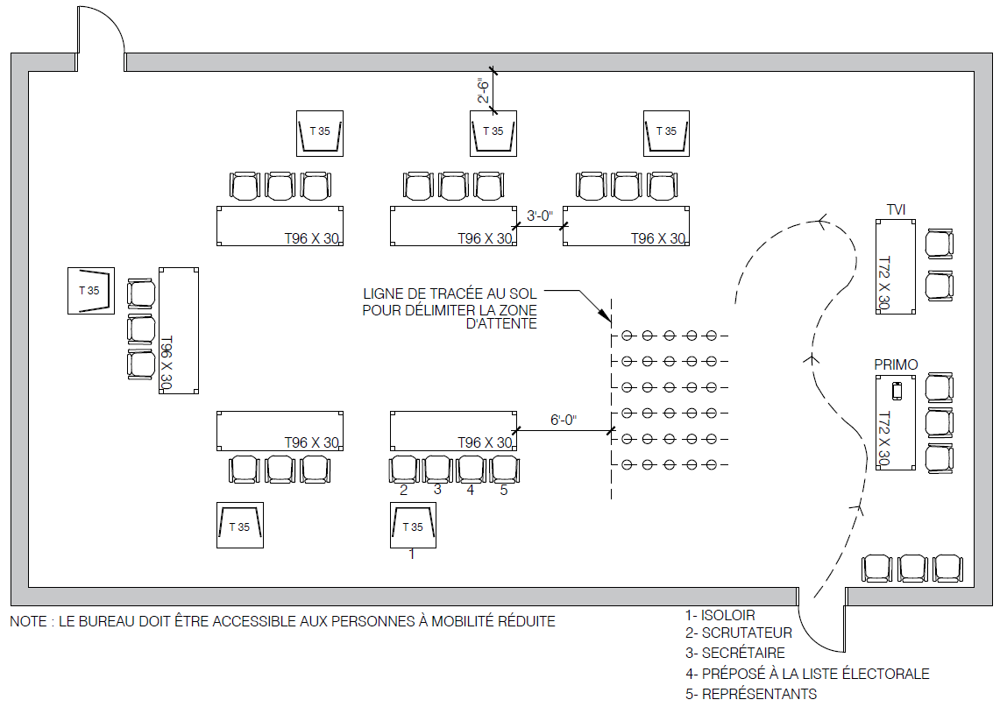 2'-6"
T 35
T 35
T 35
T96 X 30
T96 X 30
3'-0"
T96 X 30
TVI
T72 X 30
T 35
T96 X 30
LIGNE DE TRACÉE AU SOL
POUR DÉLIMITER LA ZONE
D'ATTENTE
PRIMO
T72 X 30
T96 X 30
T96 X 30
6'-0"
2
3
4
5
T 35
T 35
1
NOTE : LE BUREAU DOIT ÊTRE ACCESSIBLE AUX PERSONNES À MOBILITÉ RÉDUITE
1- ISOLOIR
2- SCRUTATEUR
3- SECRÉTAIRE
4- PRÉPOSÉ À LA LISTE ÉLECTORALE
5- REPRÉSENTANTS